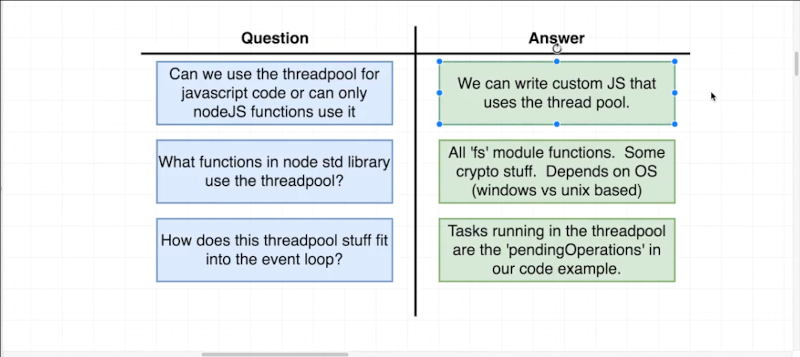 Question
Answer
Can we use the threadpool for
javascript code or can only
nodeJS functions use it
We can write custom JS that
uses the thread pool.
What functions in node std library
use the threadpool?
All 'fs' module functions.  Some
crypto stuff.  Depends on OS
(windows vs unix based)
How does this threadpool stuff fit
into the event loop?
Tasks running in the threadpool
are the 'pendingOperations' in
our code example.